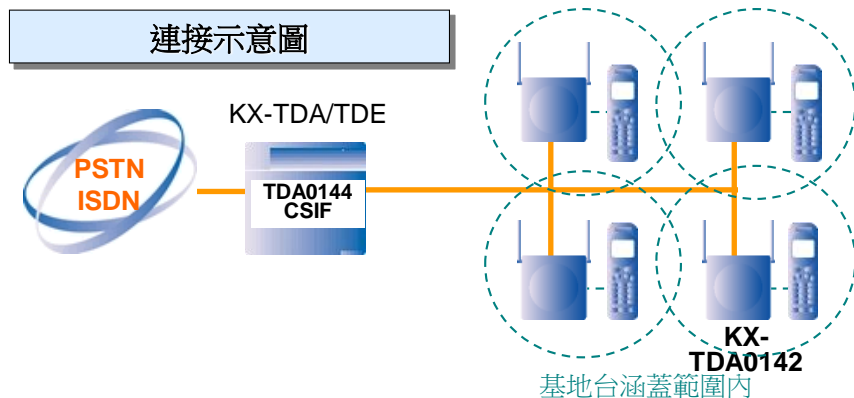 連接示意圖
KX-TDA/TDE
PSTN
ISDN
TDA0144
CSIF
KX-
TDA0142
基地台涵蓋範圍內